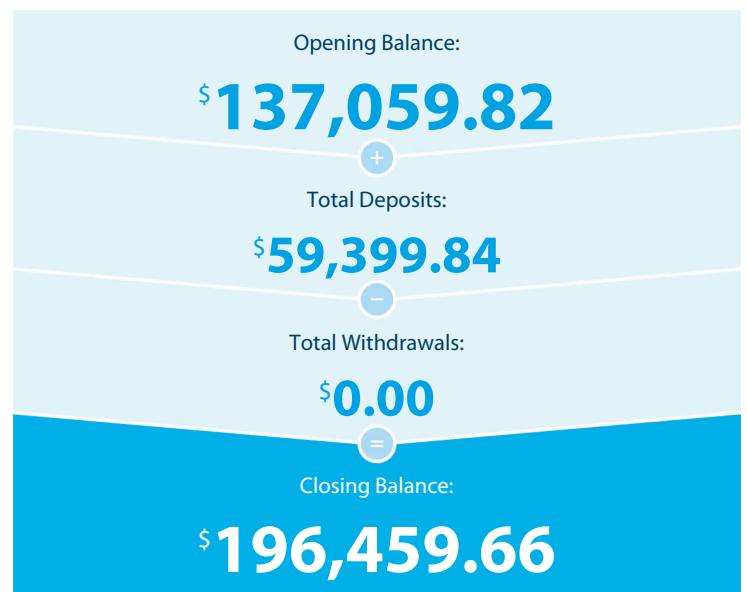 Opening Balance:
$137,059.82
+
Total Deposits:
$59,399.84
−
Total Withdrawals:
$0.00
=
Closing Balance:
$196,459.66